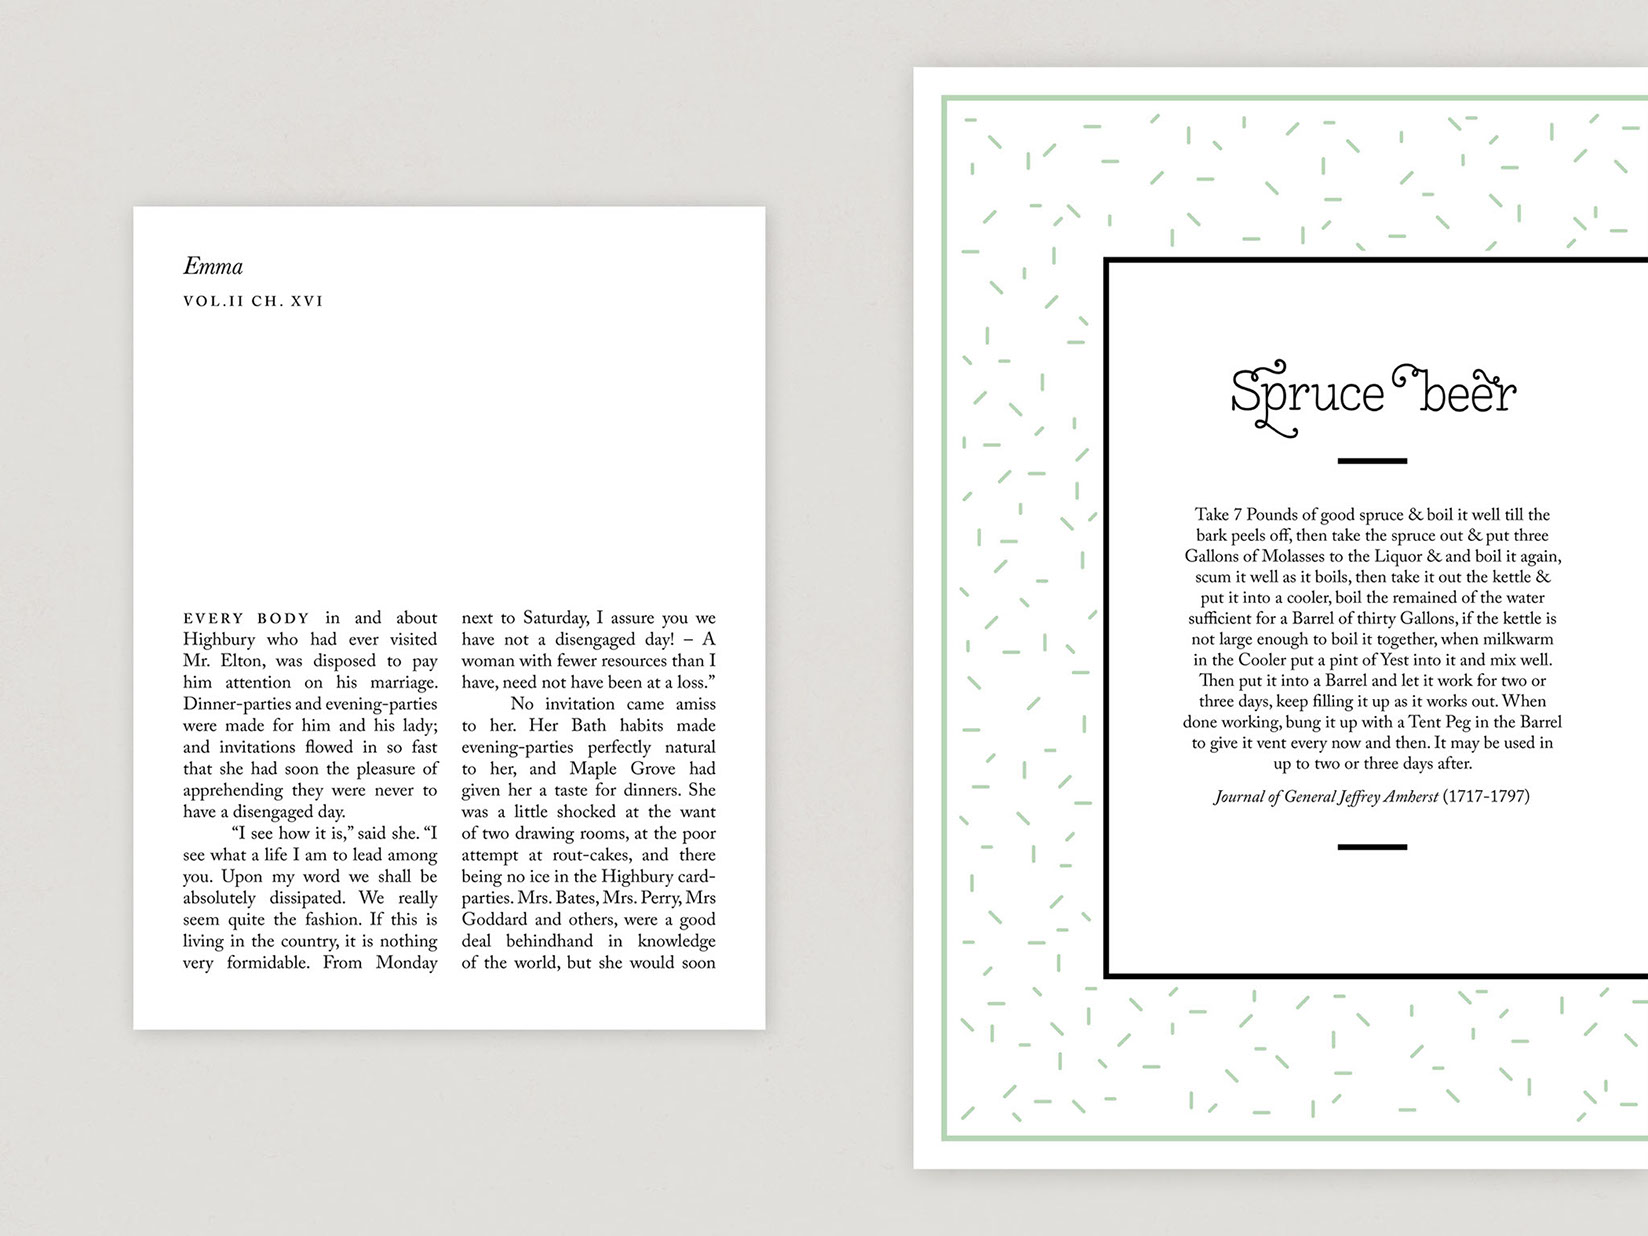 Emma
VOL.II CH. XVI
EVERY BODY in and about
Highbury who had ever visited
Mr. Elton, was disposed to pay
him attention on his marriage.
Dinner-parties and evening-parties
were made for him and his lady;
and invitations flowed in so fast
that she had soon the pleasure of
apprehending they were never to
have a disengaged day.
“I see how it is,” said she. “I
see what a life I am to lead among
you. Upon my word we shall be
absolutely dissipated. We really
seem quite the fashion. If this is
living in the country, it is nothing
very formidable. From Monday
next to Saturday, I assure you we
have not a disengaged day! – A
woman with fewer resources than I
have, need not have been at a loss.”
No invitation came amiss
to her. Her Bath habits made
evening-parties perfectly natural
to her, and Maple Grove had
given her a taste for dinners. She
was a little shocked at the want
of two drawing rooms, at the poor
attempt at rout-cakes, and there
being no ice in the Highbury card-
parties. Mrs. Bates, Mrs. Perry, Mrs
Goddard and others, were a good
deal behindhand in knowledge
of the world, but she would soon
Spruce beer
Take 7 Pounds of good spruce & boil it well till the
bark peels off, then take the spruce out & put three
Gallons of Molasses to the Liquor & and boil it again,
scum it well as it boils, then take it out the kettle &
put it into a cooler, boil the remained of the water
sufficient for a Barrel of thirty Gallons, if the kettle is
not large enough to boil it together, when milkwarm
in the Cooler put a pint of Yest into it and mix well.
Then put it into a Barrel and let it work for two or
three days, keep filling it up as it works out. When
done working, bung it up with a Tent Peg in the Barrel
to give it vent every now and then. It may be used in
up to two or three days after.
Journal of General Jeffrey Amherst (1717-1797)